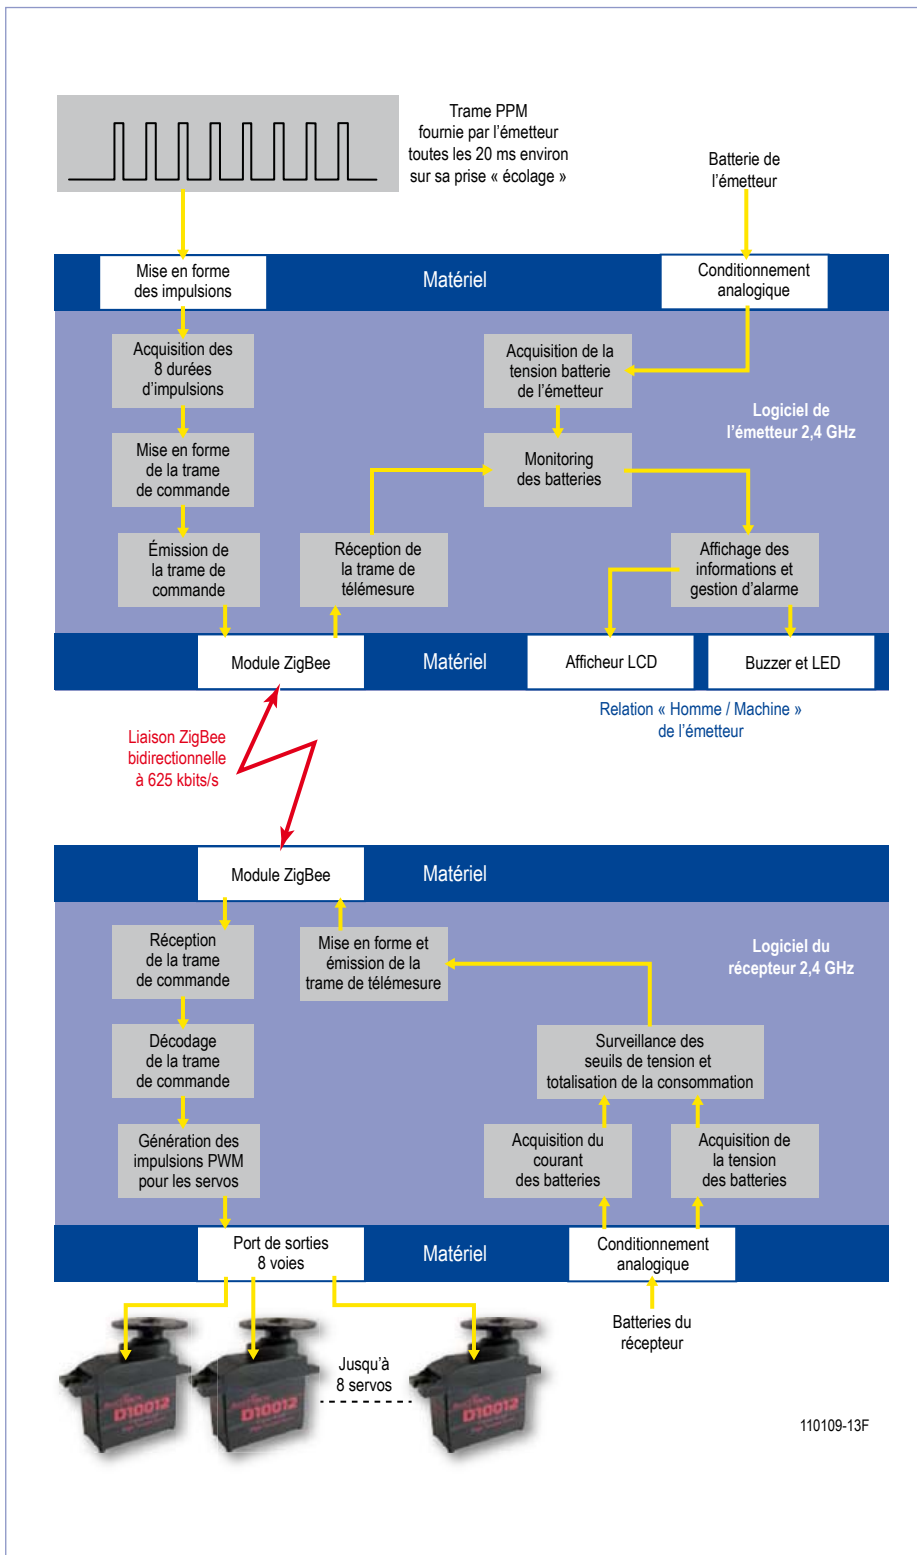 Trame PPM
fournie par l’émetteur
toutes les 20 ms environ
sur sa prise « écolage »
Batterie de
l’émetteur
Mise en forme
des impulsions
Matériel
Conditionnement
analogique
Acquisition des
8 durées
d’impulsions
Acquisition de la
tension batterie
de l’émetteur
Logiciel de
l’émetteur 2,4 GHz
Mise en forme
de la trame
de commande
Monitoring
des batteries
Émission de
la trame de
commande
Réception de
la trame de
télémesure
Affichage des
informations et
gestion d’alarme
Module ZigBee
Matériel
Afficheur LCD
Buzzer et LED
Relation « Homme / Machine »
de l’émetteur
Liaison ZigBee
bidirectionnelle
à 625 kbits/s
Module ZigBee
Matériel
Réception
de la trame
de commande
Mise en forme et
émission de la
trame de télémesure
Logiciel du
récepteur 2,4 GHz
Décodage
de la trame
de commande
Surveillance des
seuils de tension et
totalisation de la consommation
Génération des
impulsions PWM
pour les servos
Acquisition du
courant
des batteries
Acquisition de
la tension
des batteries
Port de sorties
8 voies
Matériel
Conditionnement
analogique
Batteries du
récepteur
Jusqu’à
8 servos
D10012
D10012
D10012
110109-13F